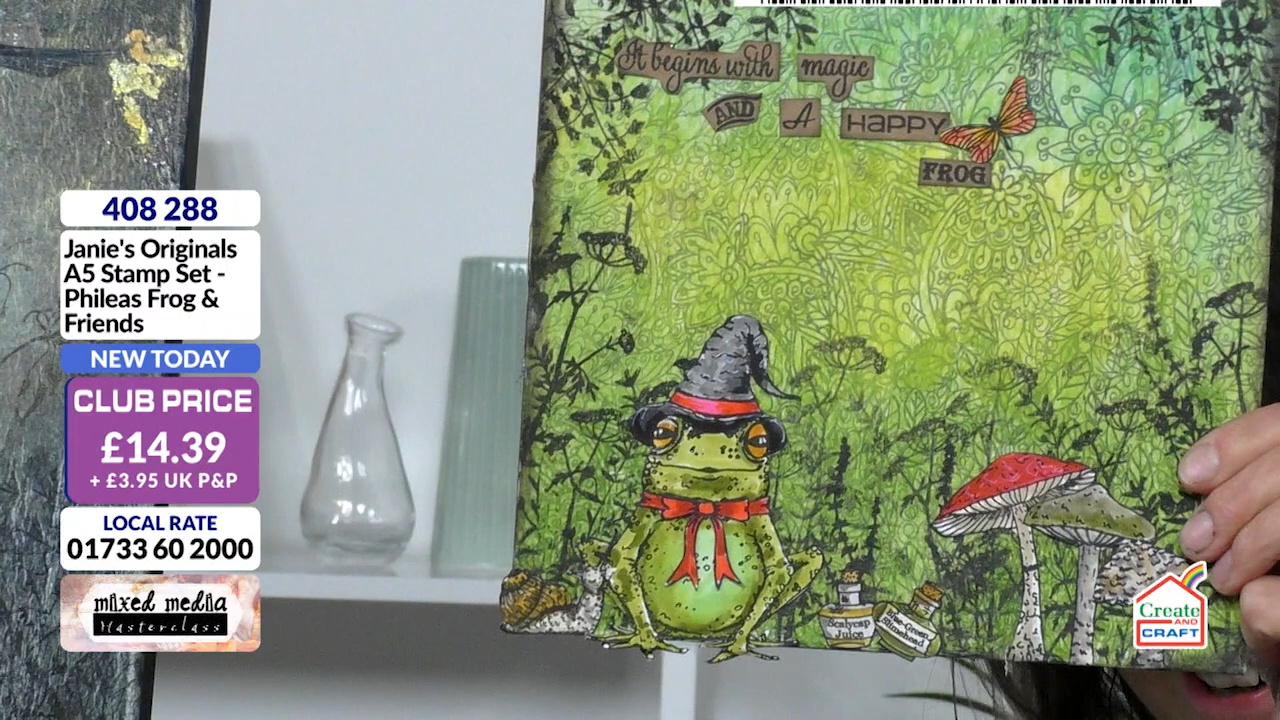 It begins with magic
AND A HAPPY
FROG
408 288
Janie's Originals
A5 Stamp Set -
Phileas Frog &
Friends
NEW TODAY
CLUB PRICE
£14.39
+ £3.95 UK P&P
LOCAL RATE
01733 60 2000
mixed media
Masterclass
Scalycap
Juice
Slimehead
Create
AND
CRAFT